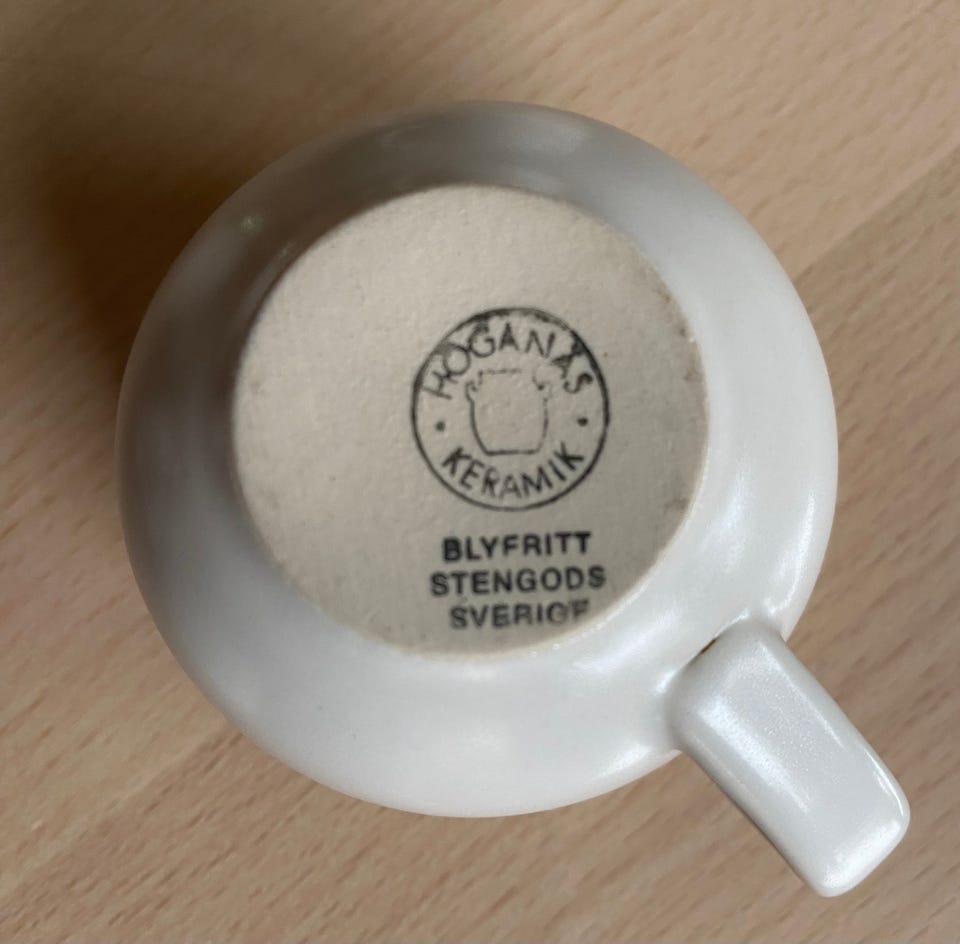 HÖGANÄS
KERAMIK
BLYFRITT
STENGODS
SVERIGE